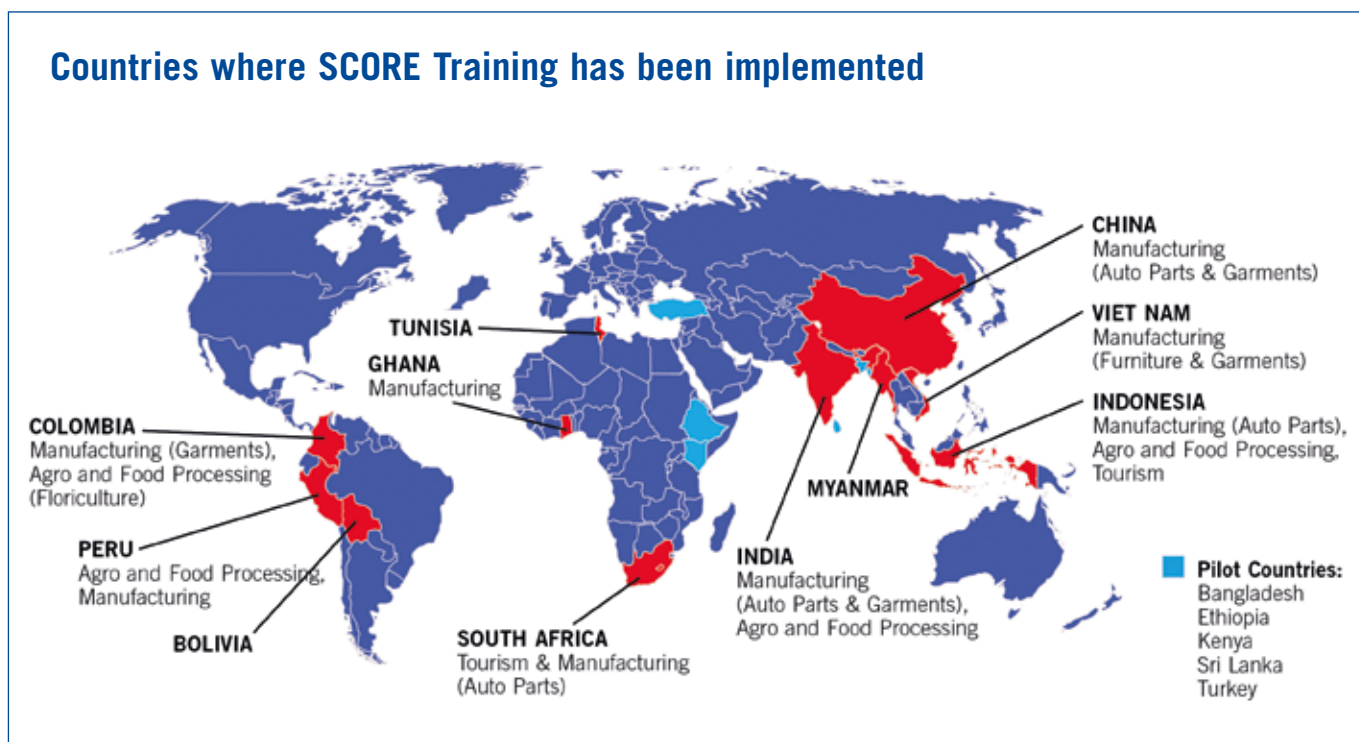 Countries where SCORE Training has been implemented
CHINA
Manufacturing
(Auto Parts & Garments)
VIET NAM
Manufacturing
(Furniture & Garments)
INDONESIA
Manufacturing (Auto Parts),
Agro and Food Processing,
Tourism
TUNISIA
GHANA
Manufacturing
COLOMBIA
Manufacturing (Garments),
Agro and Food Processing
(Floriculture)
PERU
Agro and Food Processing,
Manufacturing
BOLIVIA
SOUTH AFRICA
Tourism & Manufacturing
(Auto Parts)
MYANMAR
INDIA
Manufacturing
(Auto Parts & Garments),
Agro and Food Processing
Pilot Countries:
Bangladesh
Ethiopia
Kenya
Sri Lanka
Turkey